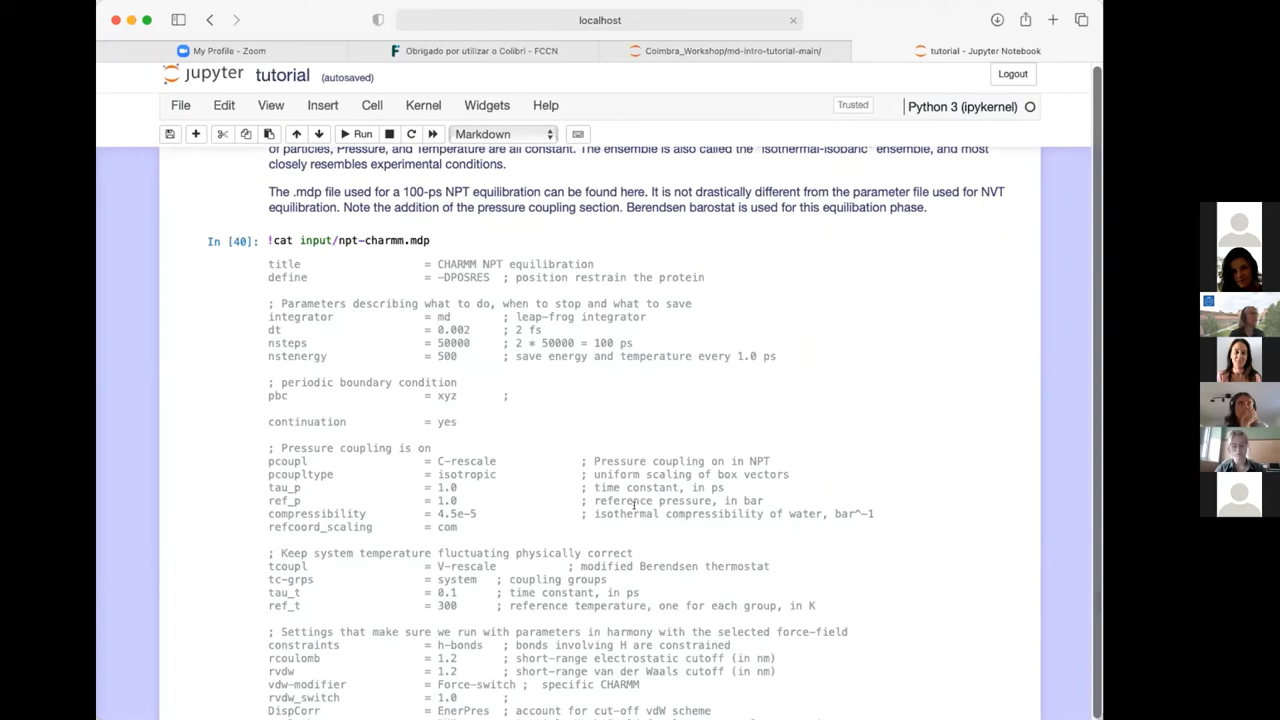 localhost
My Profile - Zoom
Obrigado por utilizar o Colibri - FCCN
Coimbra_Workshop/md-intro-tutorial-main/
tutorial - Jupyter Notebook
jupyter tutorial (autosaved)
Logout
File Edit View Insert Cell Kernel Widgets Help
Trusted
Python 3 (ipykernel)
Run
Markdown
of particles, Pressure, and Temperature are all constant. The ensemble is also called the "isothermal-isobaric" ensemble, and most
closely resembles experimental conditions.
The .mdp file used for a 100-ps NPT equilibration can be found here. It is not drastically different from the parameter file used for NVT
equilibration. Note the addition of the pressure coupling section. Berendsen barostat is used for this equilibation phase.
In [40]: !cat input/npt-charmm.mdp
title = CHARMM NPT equilibration
define = -DPOSRES ; position restrain the protein
; Parameters describing what to do, when to stop and what to save
integrator = md ; leap-frog integrator
dt = 0.002 ; 2 fs
nsteps = 50000 ; 2 * 50000 = 100 ps
nstenergy = 500 ; save energy and temperature every 1.0 ps
; periodic boundary condition
pbc = xyz ;
continuation = yes
; Pressure coupling is on
pcoupl = C-rescale ; Pressure coupling on in NPT
pcoupltype = isotropic ; uniform scaling of box vectors
tau_p = 1.0 ; time constant, in ps
ref_p = 1.0 ; reference pressure, in bar
compressibility = 4.5e-5 ; isothermal compressibility of water, bar^-1
refcoord_scaling = com
; Keep system temperature fluctuating physically correct
tcoupl = V-rescale ; modified Berendsen thermostat
tc-grps = system ; coupling groups
tau_t = 0.1 ; time constant, in ps
ref_t = 300 ; reference temperature, one for each group, in K
; Settings that make sure we run with parameters in harmony with the selected force-field
constraints = h-bonds ; bonds involving H are constrained
rcoulomb = 1.2 ; short-range electrostatic cutoff (in nm)
rvdw = 1.2 ; short-range van der Waals cutoff (in nm)
vdw-modifier = Force-switch ; specific CHARMM
rvdw_switch = 1.0 ;
DispCorr = EnerPres ; account for cut-off vdW scheme